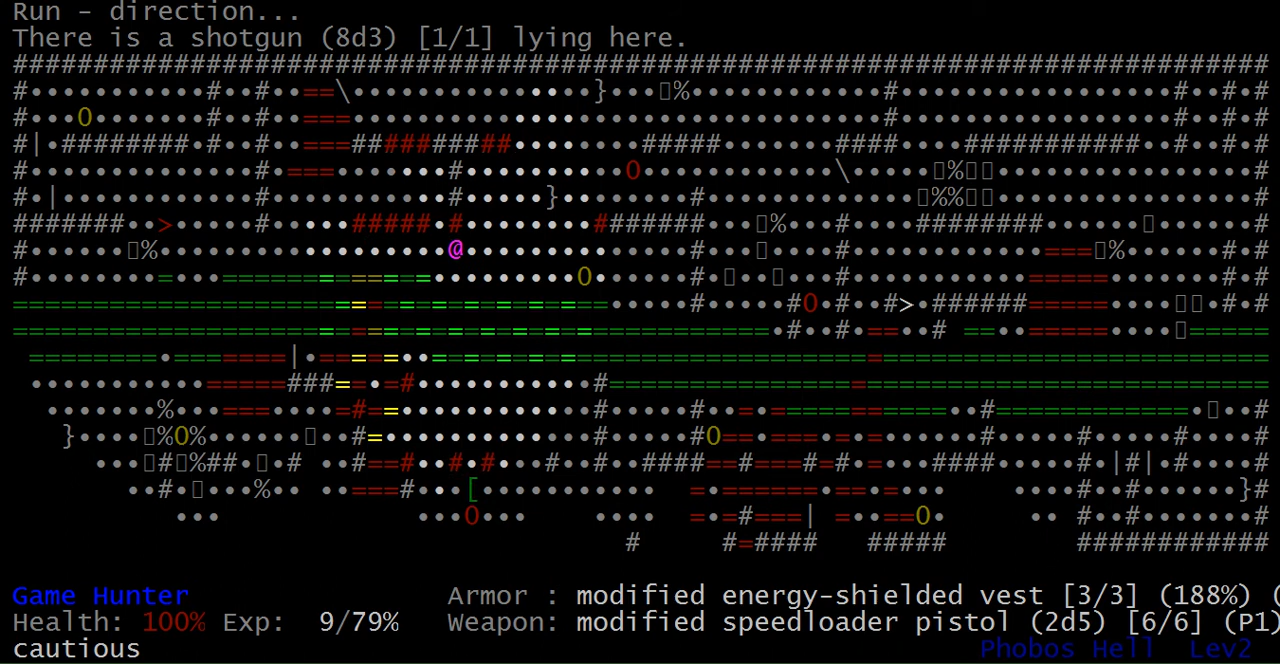 Run - direction...
There is a shotgun (8d3) [1/1] lying here.
Game Hunter
Armor : modified energy-shielded vest [3/3] (188%) (
Health: 100% Exp: 9/79%
Weapon: modified speedloader pistol (2d5) [6/6] (P1)
cautious
Phobos Hell Lev2